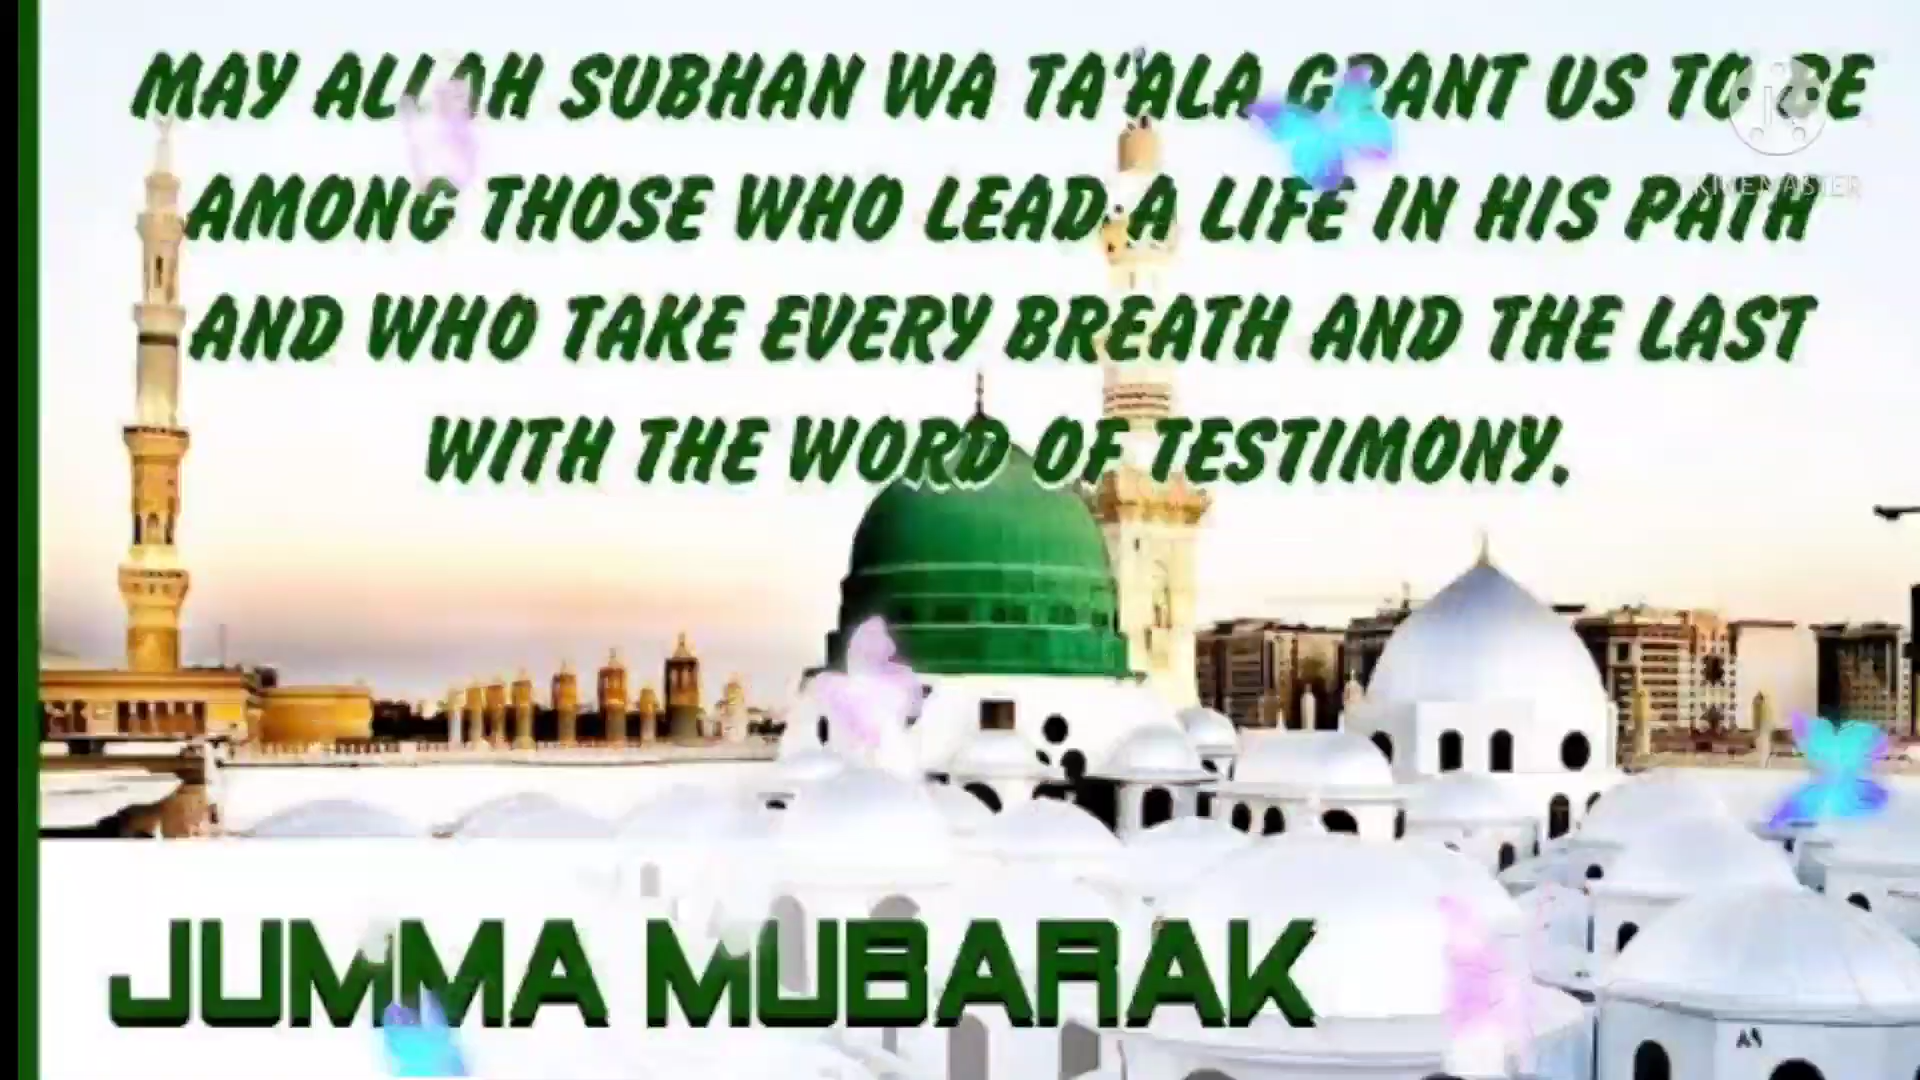 MAY ALLAH SUBHAN WA TA'ALA GRANT US TO BE
AMONG THOSE WHO LEAD A LIFE IN HIS PATH
AND WHO TAKE EVERY BREATH AND THE LAST
WITH THE WORD OF TESTIMONY.
KINEMASTER
JUMMA MUBARAK